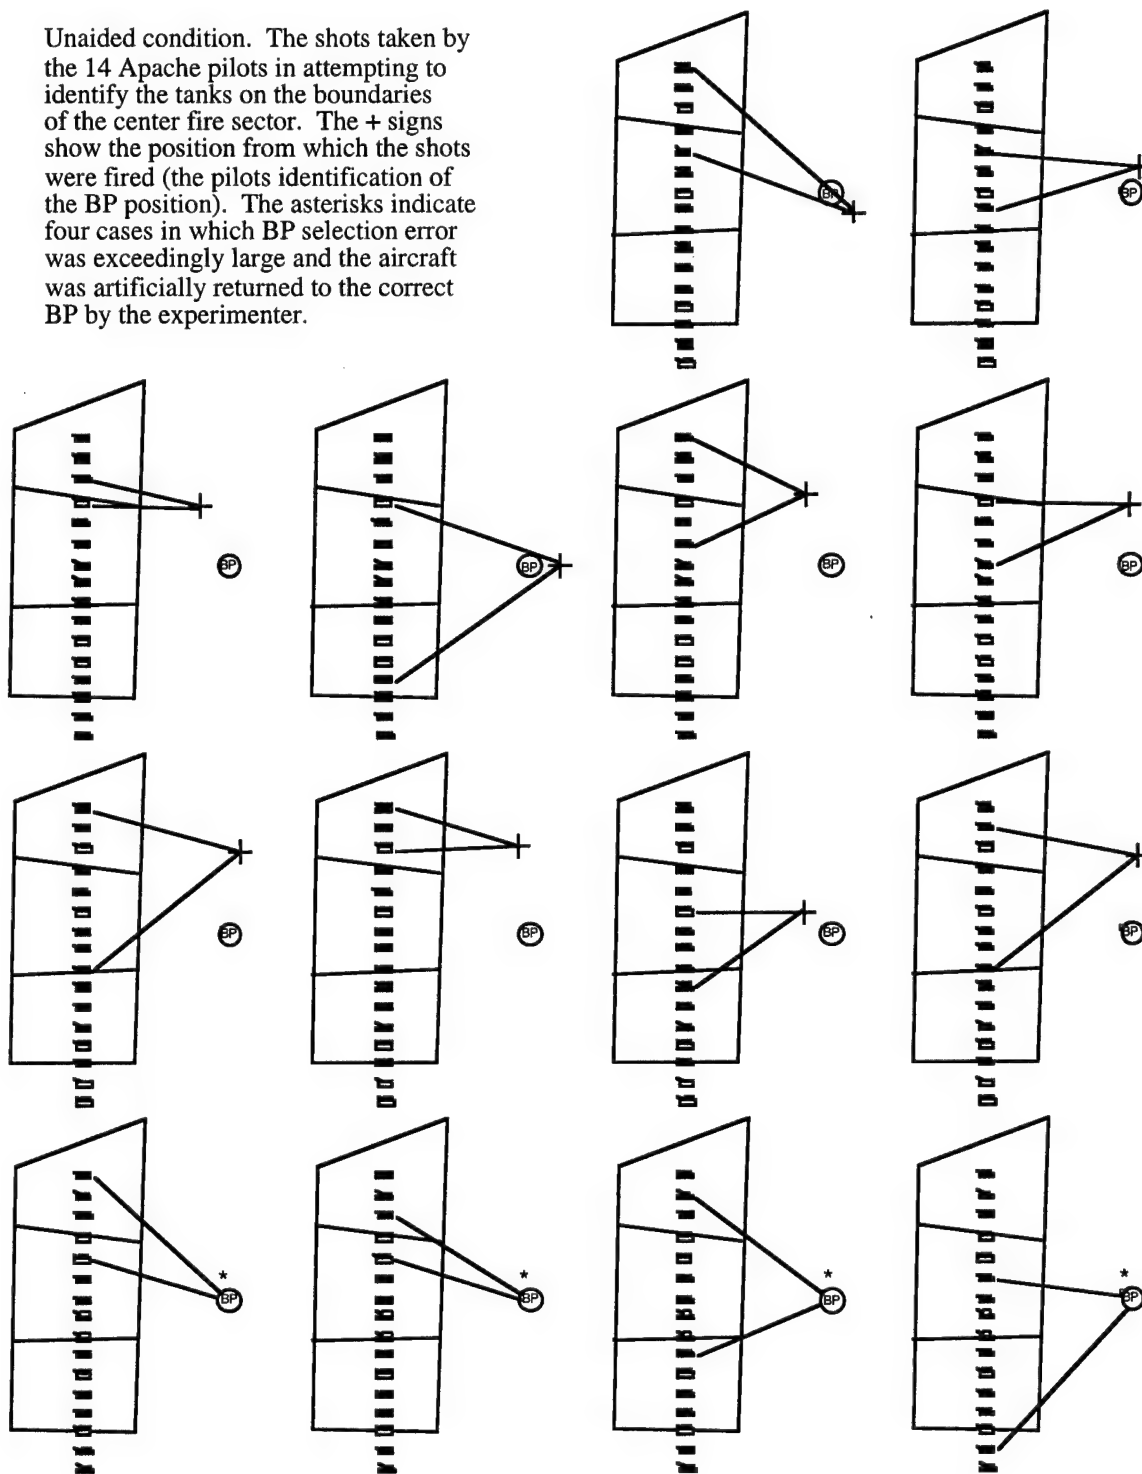 Unaided condition. The shots taken by
the 14 Apache pilots in attempting to
identify the tanks on the boundaries
of the center fire sector. The + signs
show the position from which the shots
were fired (the pilots identification of
the BP position). The asterisks indicate
four cases in which BP selection error
was exceedingly large and the aircraft
was artificially returned to the correct
BP by the experimenter.
BP
BP
BP
BP
BP
BP
BP
BP
BP
BP
*
*
*
*
BP
BP
BP
BP